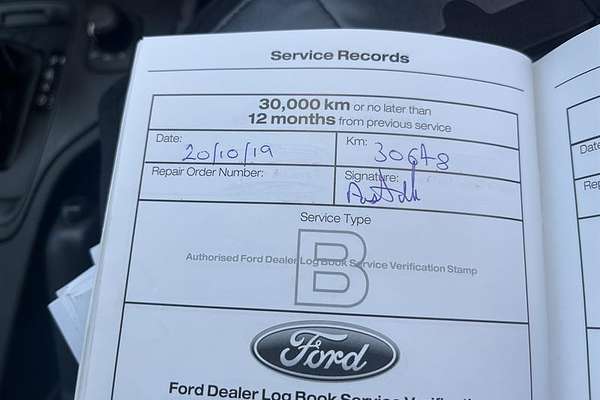 Service Records
30,000 km or no later than
12 months from previous service
Date: 20/10/19
Km: 30648
Repair Order Number:
Signature:
Service Type
B
Authorised Ford Dealer Log Book Service Verification Stamp
Ford
Ford Dealer Log Book Service
Date
Rep